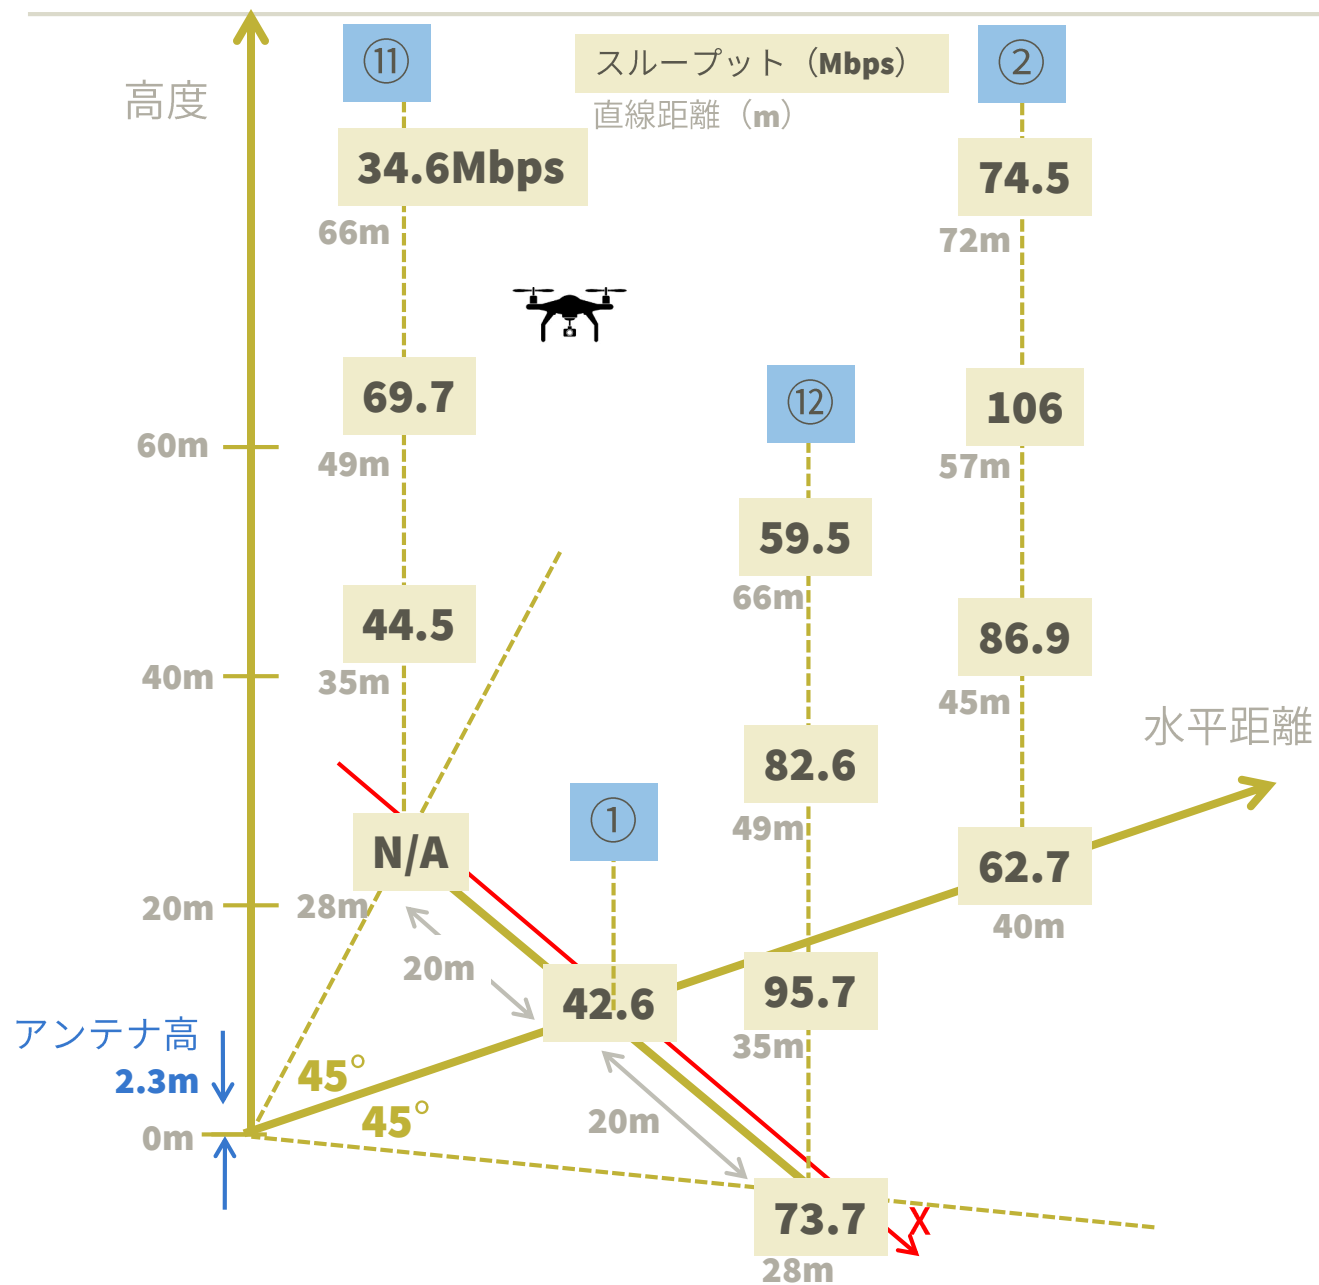 ⑪
スループット（Mbps）
②
高度
直線距離（m）
34.6Mbps
74.5
66m
72m
69.7
⑫
106
60m
49m
57m
59.5
44.5
66m
86.9
40m
35m
45m
水平距離
82.6
①
49m
N/A
62.7
20m
28m
40m
20m
42.6
95.7
アンテナ高
35m
2.3m
45°
45°
20m
0m
73.7
X
28m